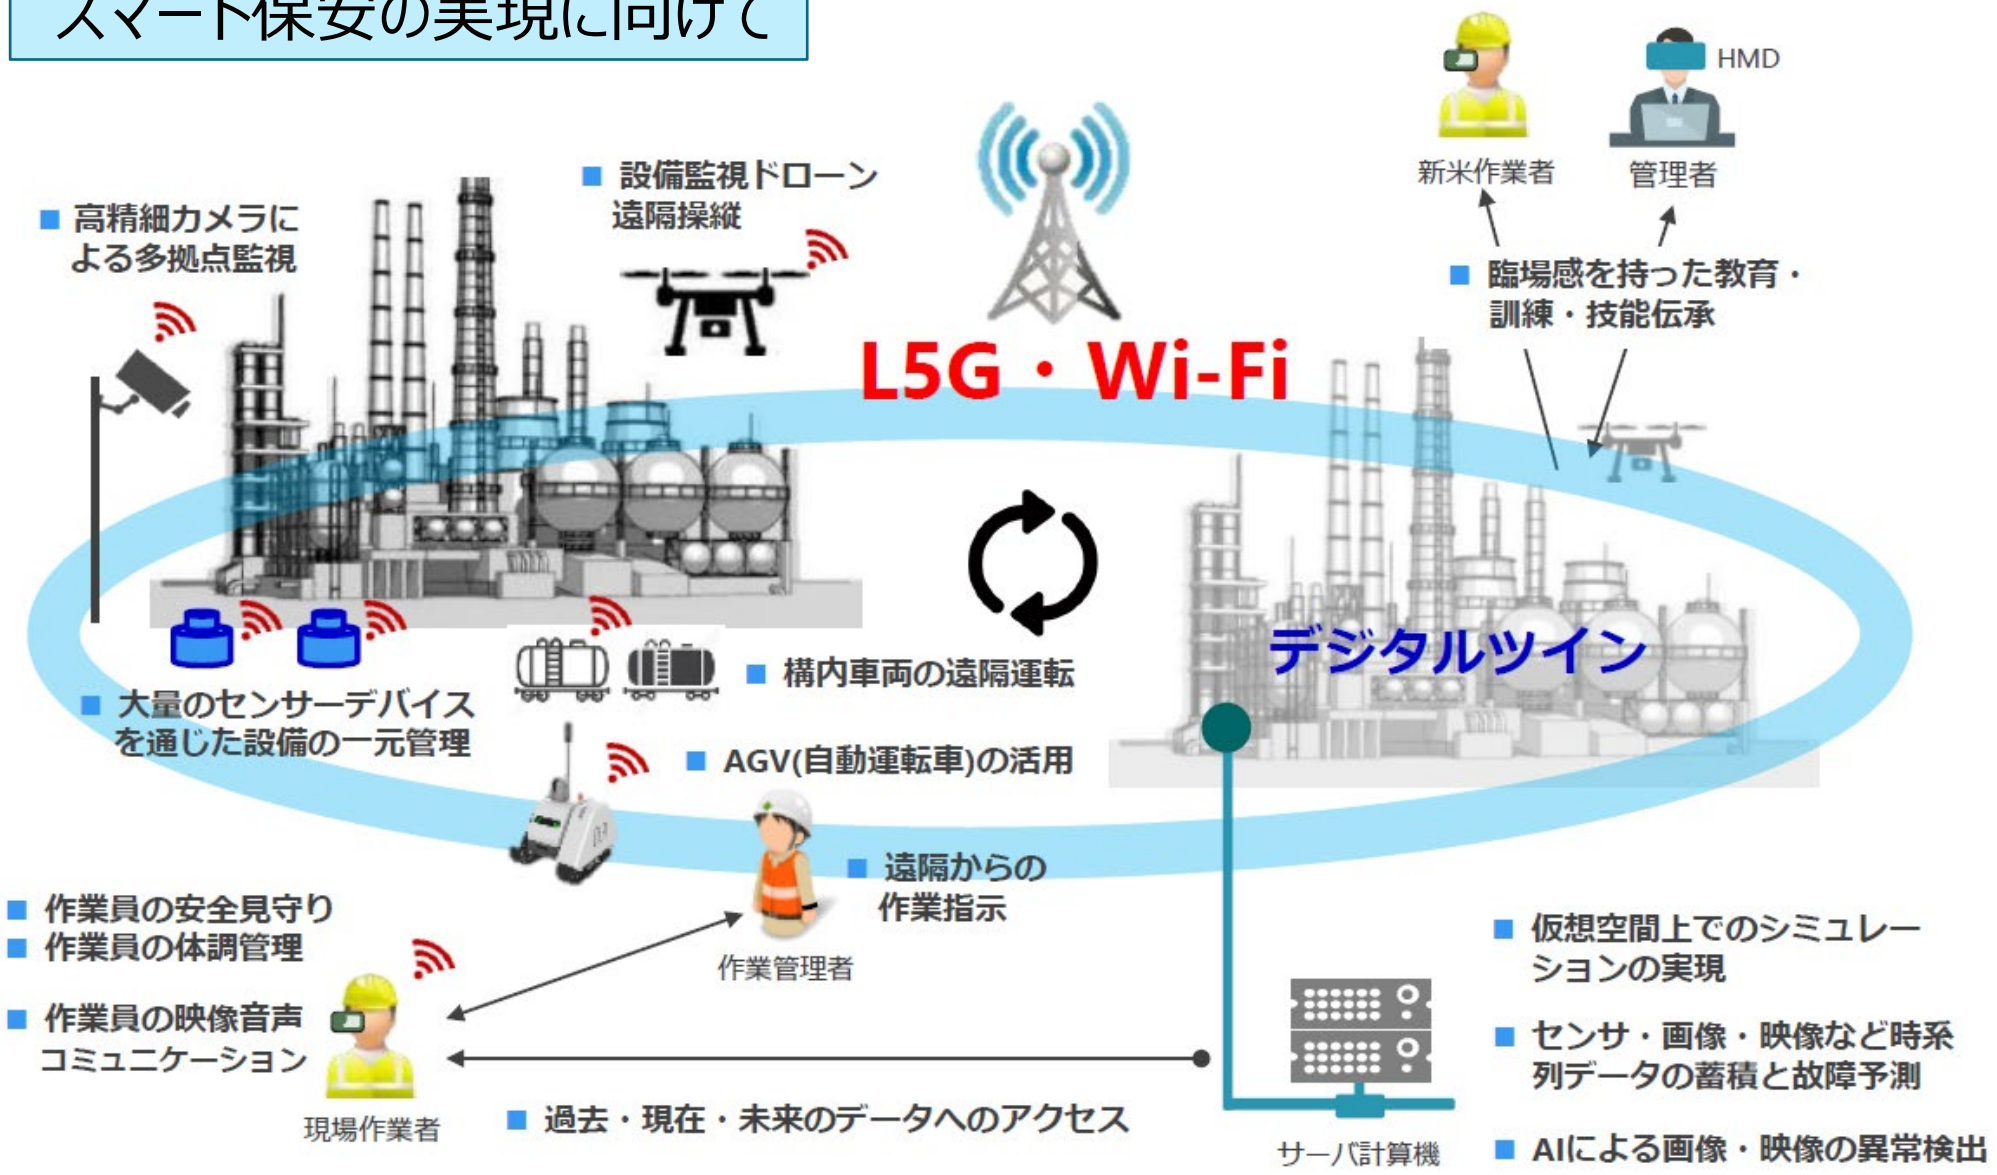 スマート保安の実現に向けて
HMD
新米作業者
管理者
■ 設備監視ドローン
遠隔操縦
■ 高精細カメラに
よる多拠点監視
■ 臨場感を持った教育・
訓練・技能伝承
L5G・Wi-Fi
デジタルツイン
■ 構内車両の遠隔運転
■ 大量のセンサーデバイス
を通じた設備の一元管理
■ AGV(自動運転車)の活用
■ 遠隔からの
作業指示
作業管理者
■ 作業員の安全見守り
■ 作業員の体調管理
■ 作業員の映像音声
コミュニケーション
現場作業者
■ 過去・現在・未来のデータへのアクセス
■ 仮想空間上でのシミュレー
ションの実現
■ センサ・画像・映像など時系
列データの蓄積と故障予測
■ AIによる画像・映像の異常検出
サーバ計算機